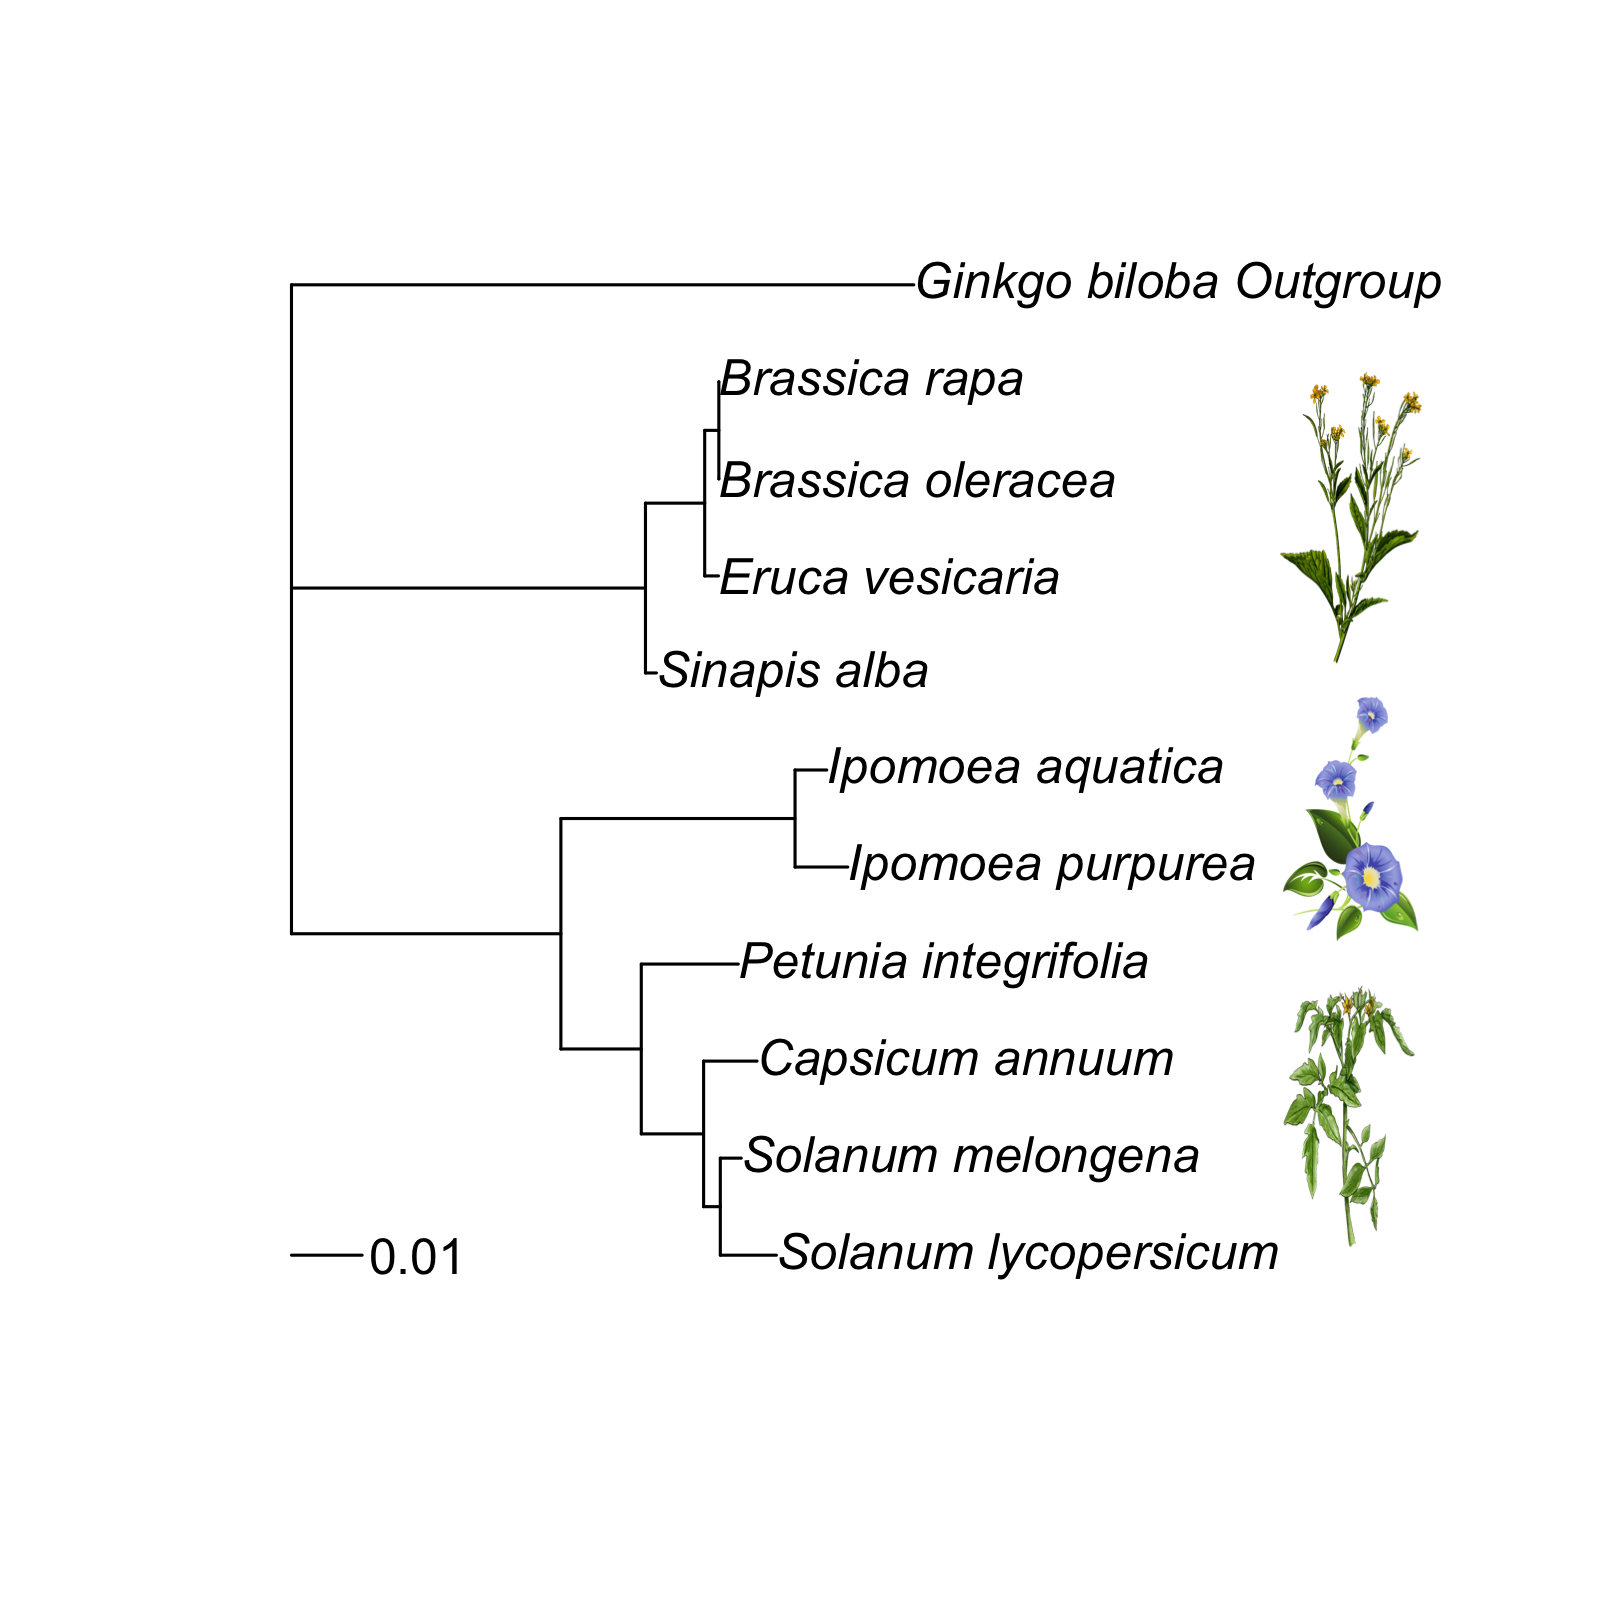 Ginkgo biloba Outgroup
Brassica rapa
Brassica oleracea
Eruca vesicaria
Sinapis alba
Ipomoea aquatica
Ipomoea purpurea
Petunia integrifolia
Capsicum annuum
Solanum melongena
Solanum lycopersicum
0.01